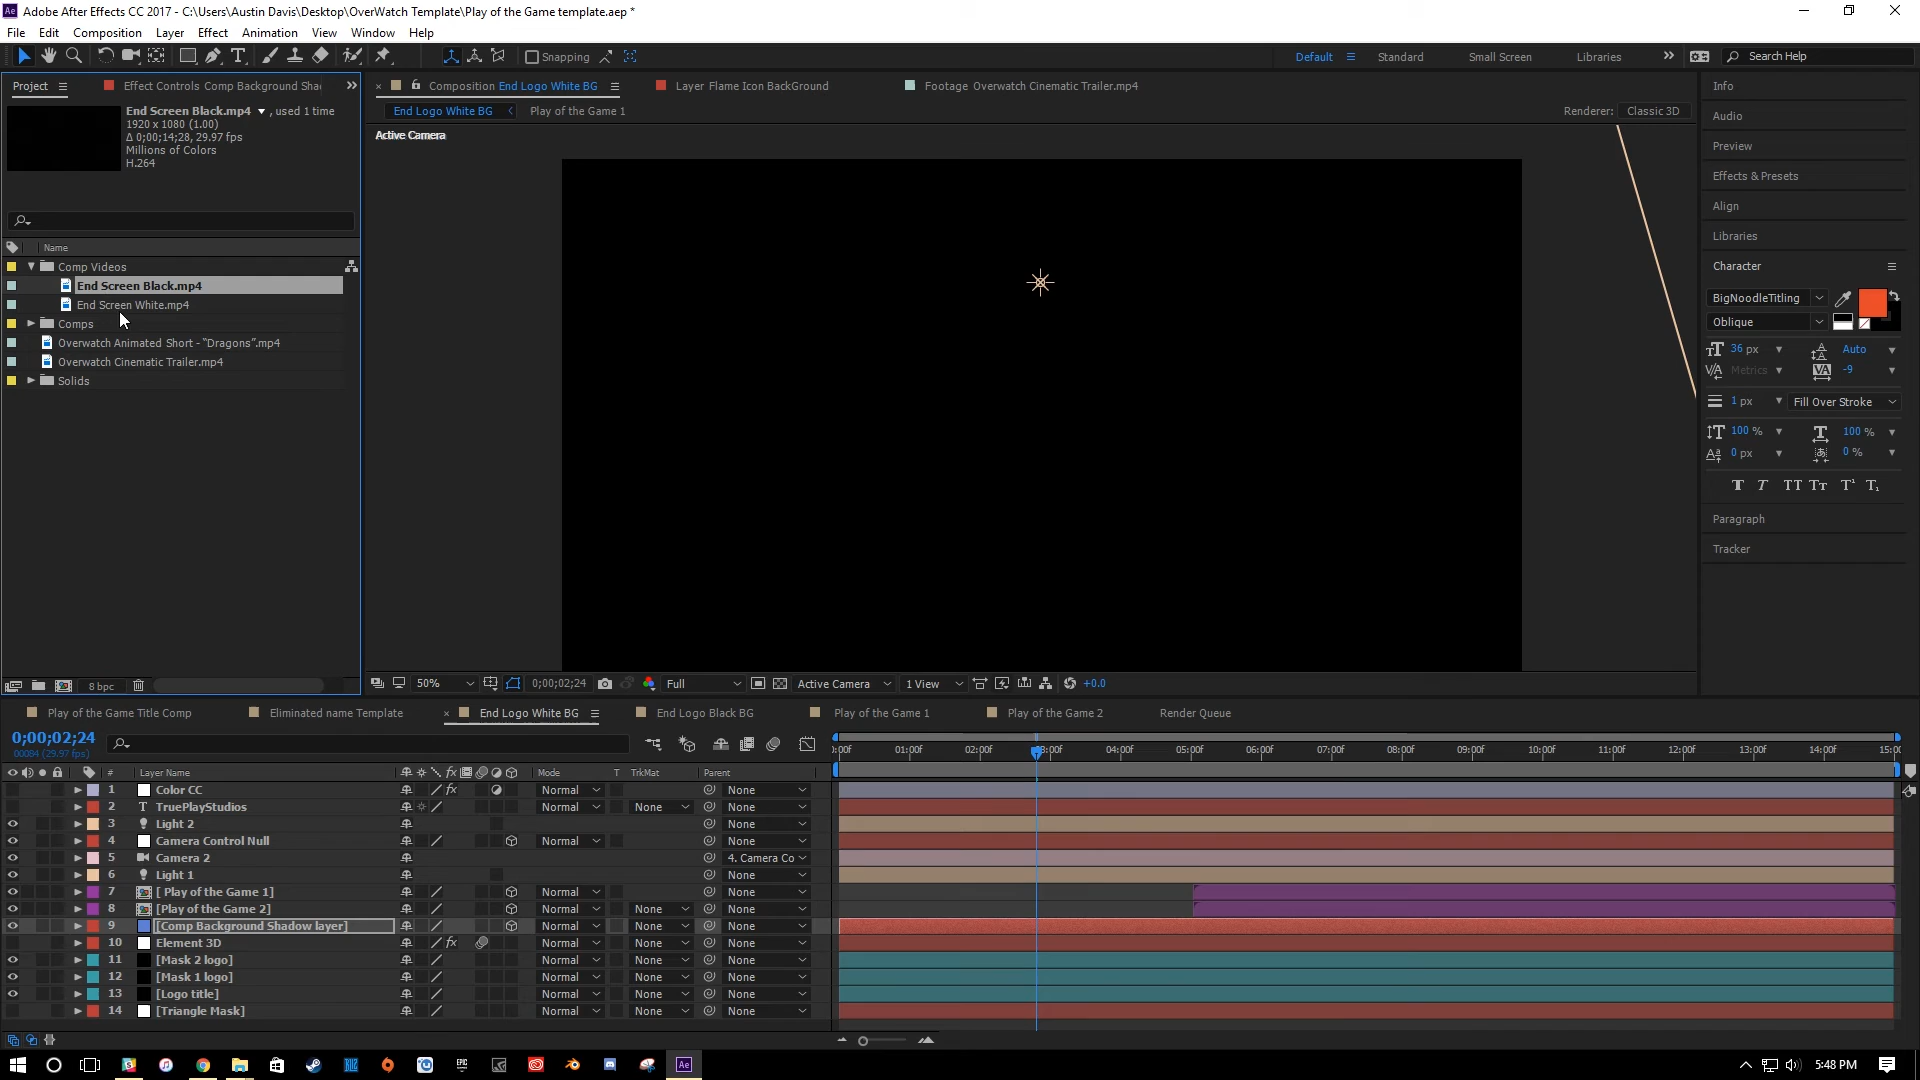 Adobe After Effects CC 2017 - C:\Users\Austin Davis\Desktop\OverWatch Template\Play of the Game template.aep *
File Edit Composition Layer Effect Animation View Window Help
Snapping Default Standard Small Screen Libraries Search Help
Project Effect Controls Comp Background Shad
Composition End Logo White BG Layer Flame Icon BackGround Footage Overwatch Cinematic Trailer.mp4
Info
End Screen Black.mp4 , used 1 time
1920 x 1080 (1.00)
Δ 0;00;14;28, 29.97 fps
Millions of Colors
H.264
End Logo White BG Play of the Game 1 Renderer: Classic 3D
Active Camera
Audio
Preview
Effects & Presets
Align
Libraries
Character
BigNoodleTitling
Oblique
36 px Auto
Metrics -9
1 px Fill Over Stroke
100 % 100 %
0 px 0 %
Paragraph
Tracker
Name
Comp Videos
End Screen Black.mp4
End Screen White.mp4
Comps
Overwatch Animated Short - “Dragons”.mp4
Overwatch Cinematic Trailer.mp4
Solids
8 bpc
50% 0;00;02;24 Full Active Camera 1 View +0.0
Play of the Game Title Comp Eliminated name Template End Logo White BG End Logo Black BG Play of the Game 1 Play of the Game 2 Render Queue
0;00;02;24
00084 (29.97 fps)
:00f 01:00f 02:00f 03:00f 04:00f 05:00f 06:00f 07:00f 08:00f 09:00f 10:00f 11:00f 12:00f 13:00f 14:00f 15:00
# Layer Name Mode T TrkMat Parent
1 Color CC Normal None
2 T TruePlayStudios Normal None None
3 Light 2 None
4 Camera Control Null Normal None
5 Camera 2 4. Camera Co
6 Light 1 None
7 [ Play of the Game 1] Normal None
8 [Play of the Game 2] Normal None None
9 [Comp Background Shadow layer] Normal None None
10 Element 3D Normal None None
11 [Mask 2 logo] Normal None None
12 [Mask 1 logo] Normal None None
13 [Logo title] Normal None None
14 [Triangle Mask] Normal None None
5:48 PM